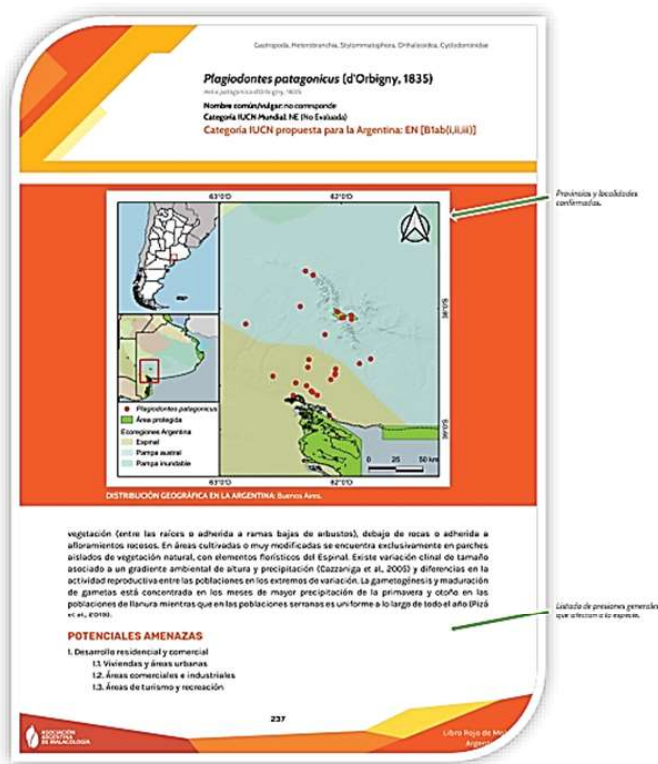 Gastropoda, Heterobranchia, Stylommatophora, Orthalicoidea, Cyclodontinidae
Plagiodontes patagonicus (d'Orbigny, 1835)
Helix patagonica d'Orbigny, 1835
Nombre común/vulgar: no corresponde
Categoría IUCN Mundial: NE (No Evaluada)
Categoría IUCN propuesta para la Argentina: EN [B1ab(i,ii,iii)]
Provincias y localidades
confirmadas.
63°0'O
62°0'O
Plagiodontes patagonicus
Área protegida
Ecoregiones Argentina
Espinal
Pampa austral
Pampa inundable
0 25 50 km
63°0'O
62°0'O
DISTRIBUCIÓN GEOGRÁFICA EN LA ARGENTINA: Buenos Aires.
vegetación (entre las raíces o adherida a ramas bajas de arbustos), debajo de rocas o adherida a
afloramientos rocosos. En áreas cultivadas o muy modificadas se encuentra exclusivamente en parches
aislados de vegetación natural, con elementos florísticos del Espinal. Existe variación clinal de tamaño
asociado a un gradiente ambiental de altura y precipitación (Cazzaniga et al., 2005) y diferencias en la
actividad reproductiva entre las poblaciones en los extremos de variación. La gametogénesis y maduración
de gametas está concentrada en los meses de mayor precipitación de la primavera y otoño en las
poblaciones de llanura mientras que en las poblaciones serranas es uniforme a lo largo de todo el año (Pizá
et al.,
Listado de presiones generales
que afectan a la especie.
POTENCIALES AMENAZAS
1. Desarrollo residencial y comercial
1.1. Viviendas y áreas urbanas
1.2. Áreas comerciales e industriales
1.3. Áreas de turismo y recreación
237
ASOCIACIÓN
ARGENTINA
DE MALACOLOGÍA
Libro Rojo de